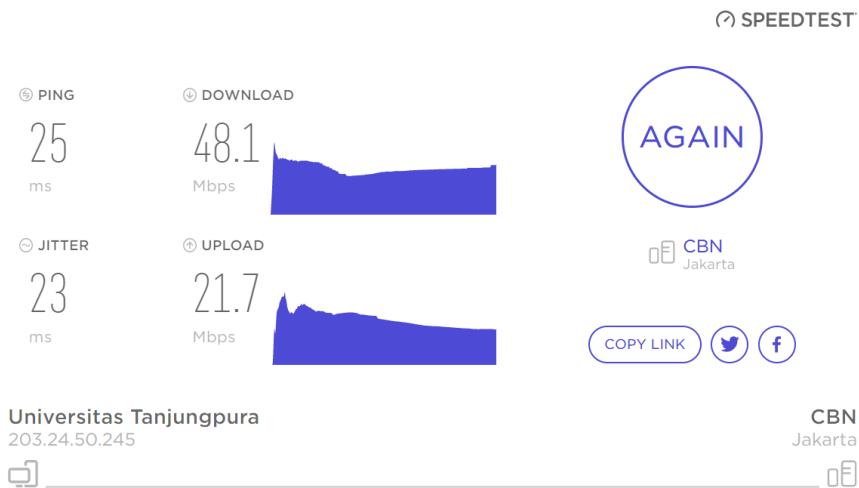 SPEEDTEST
PING
25
ms
DOWNLOAD
48.1
Mbps
JITTER
23
ms
UPLOAD
21.7
Mbps
AGAIN
CBN
Jakarta
COPY LINK
Universitas Tanjungpura
203.24.50.245
CBN
Jakarta